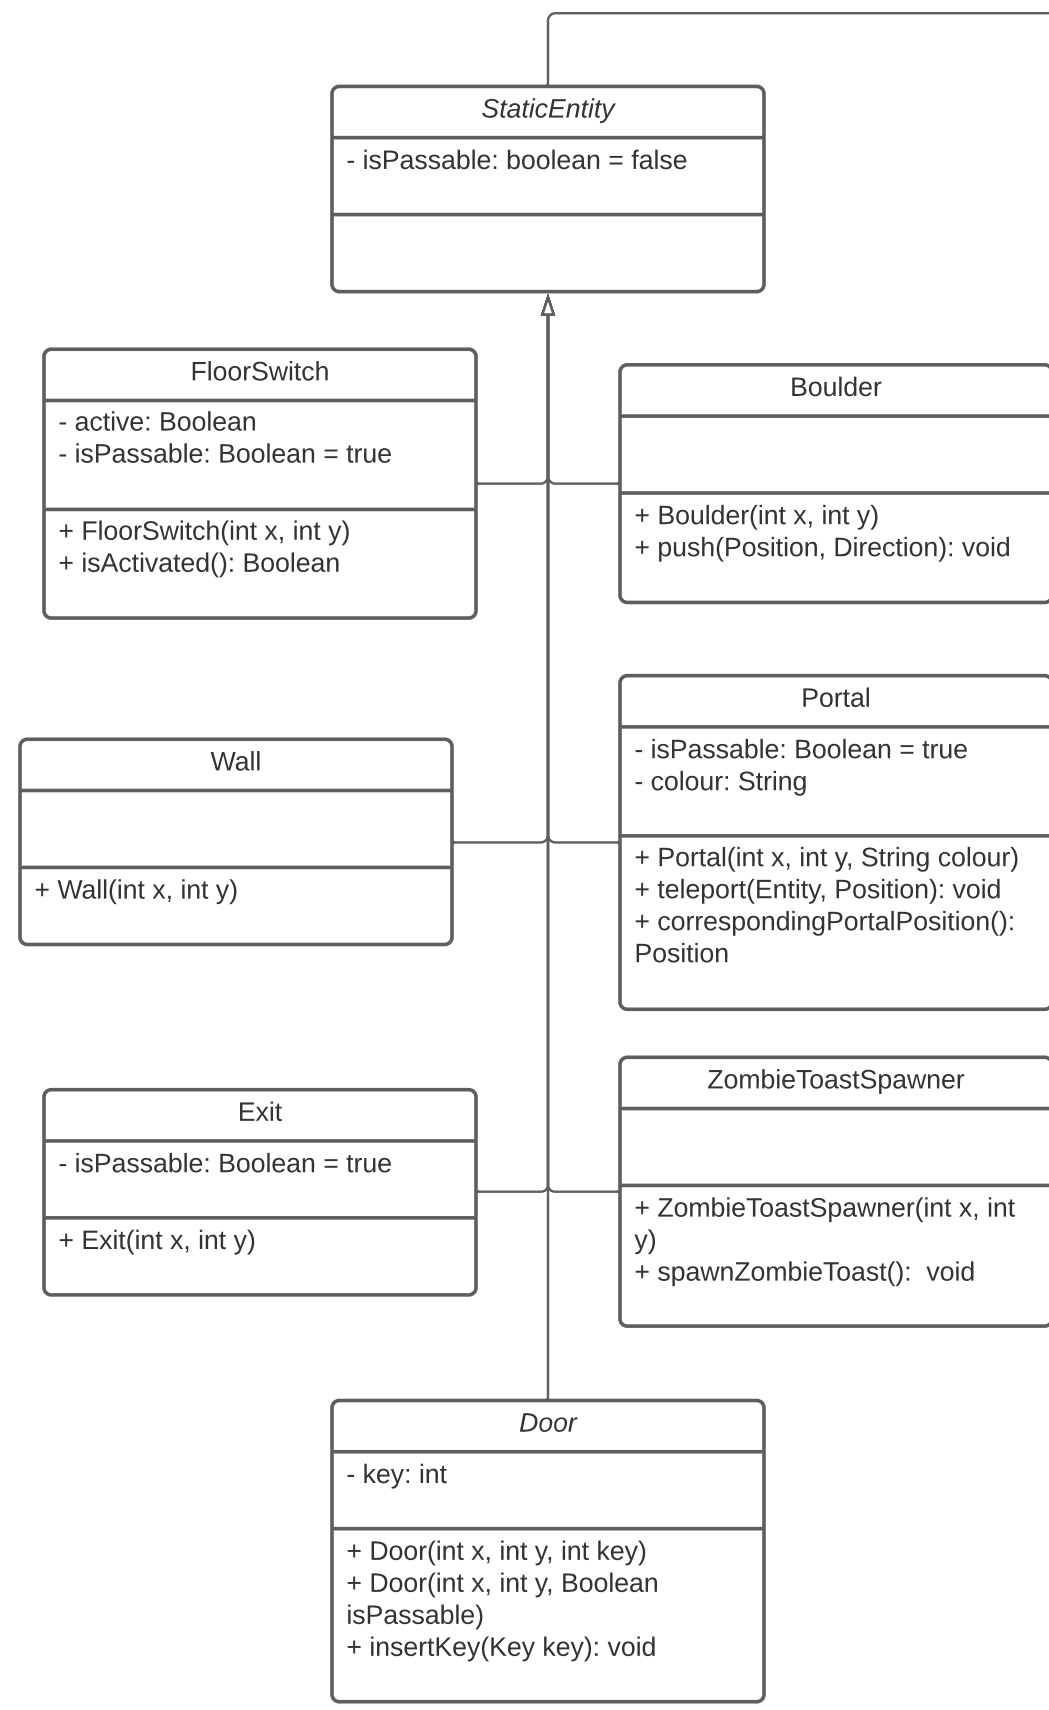 StaticEntity
- isPassable: boolean = false
FloorSwitch
- active: Boolean
- isPassable: Boolean = true
+ FloorSwitch(int x, int y)
+ isActivated(): Boolean
Boulder
+ Boulder(int x, int y)
+ push(Position, Direction): void
Portal
- isPassable: Boolean = true
- colour: String
+ Portal(int x, int y, String colour)
+ teleport(Entity, Position): void
+ correspondingPortalPosition():
Position
Wall
+ Wall(int x, int y)
Exit
- isPassable: Boolean = true
+ Exit(int x, int y)
ZombieToastSpawner
+ ZombieToastSpawner(int x, int
y)
+ spawnZombieToast():  void
Door
- key: int
+ Door(int x, int y, int key)
+ Door(int x, int y, Boolean
isPassable)
+ insertKey(Key key): void